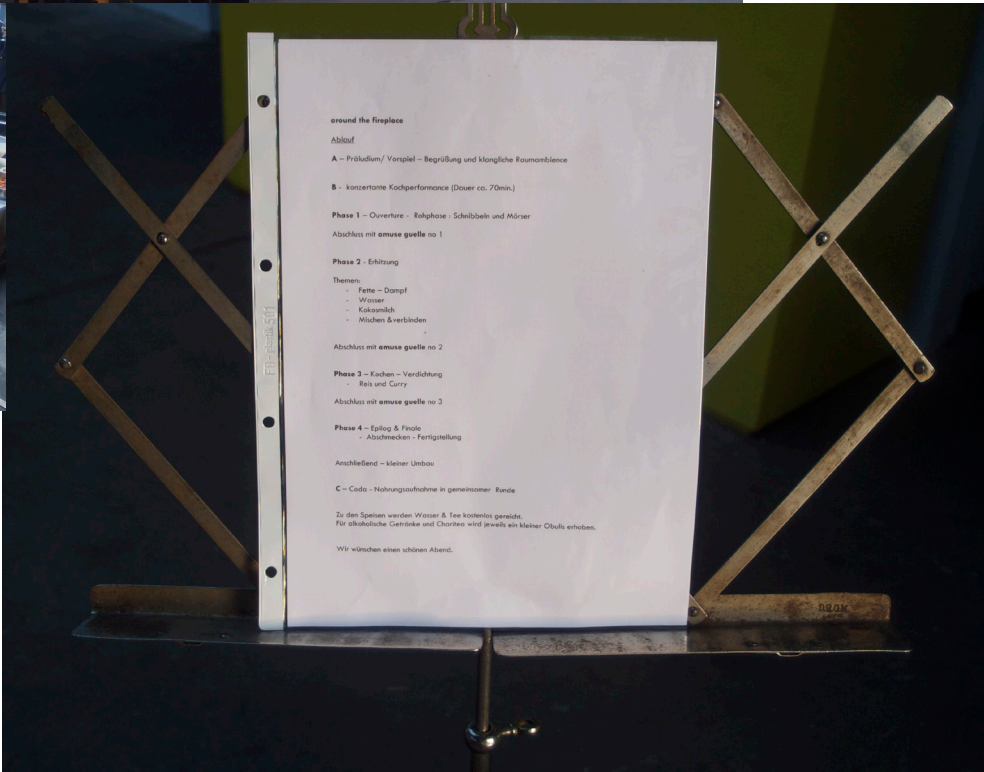 around the fireplace
Ablauf
A – Präludium/ Vorspiel – Begrüßung und klangliche Raumambience
B - konzertante Kochperformance (Dauer ca. 70min.)
Phase 1 – Ouverture - Rohphase : Schnibbeln und Mörser
Abschluss mit amuse guelle no 1
Phase 2 - Erhitzung
Themen:
- Fette – Dampf
- Wasser
- Kokosmilch
- Mischen &verbinden
-
Abschluss mit amuse guelle no 2
Phase 3 – Kochen – Verdichtung
- Reis und Curry
Abschluss mit amuse guelle no 3
Phase 4 – Epilog & Finale
- Abschmecken - Fertigstellung
Anschließend – kleiner Umbau
C – Coda - Nahrungsaufnahme in gemeinsamer Runde
Zu den Speisen werden Wasser & Tee kostenlos gereicht.
Für alkoholische Getränke und Charitea wird jeweils ein kleiner Obulis erhoben.
Wir wünschen einen schönen Abend.